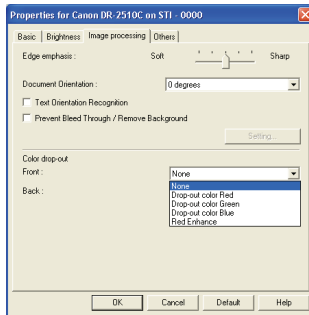 Properties for Canon DR-2510C on STI - 0000
Basic Brightness Image processing Others
Edge emphasis : Soft Sharp
Document Orientation : 0 degrees
Text Orientation Recognition
Prevent Bleed Through / Remove Background
Setting...
Color drop-out
Front : None
None
Back :
Drop-out color Red
Drop-out color Green
Drop-out color Blue
Red Enhance
OK Cancel Default Help